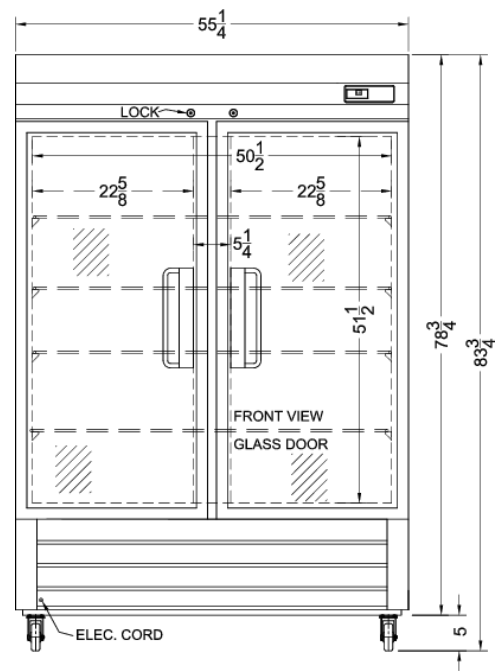 55 1/4
LOCK
50 1/2
22 5/8
22 5/8
5 1/4
51 1/2
78 3/4
83 3/4
FRONT VIEW
GLASS DOOR
ELEC. CORD
5